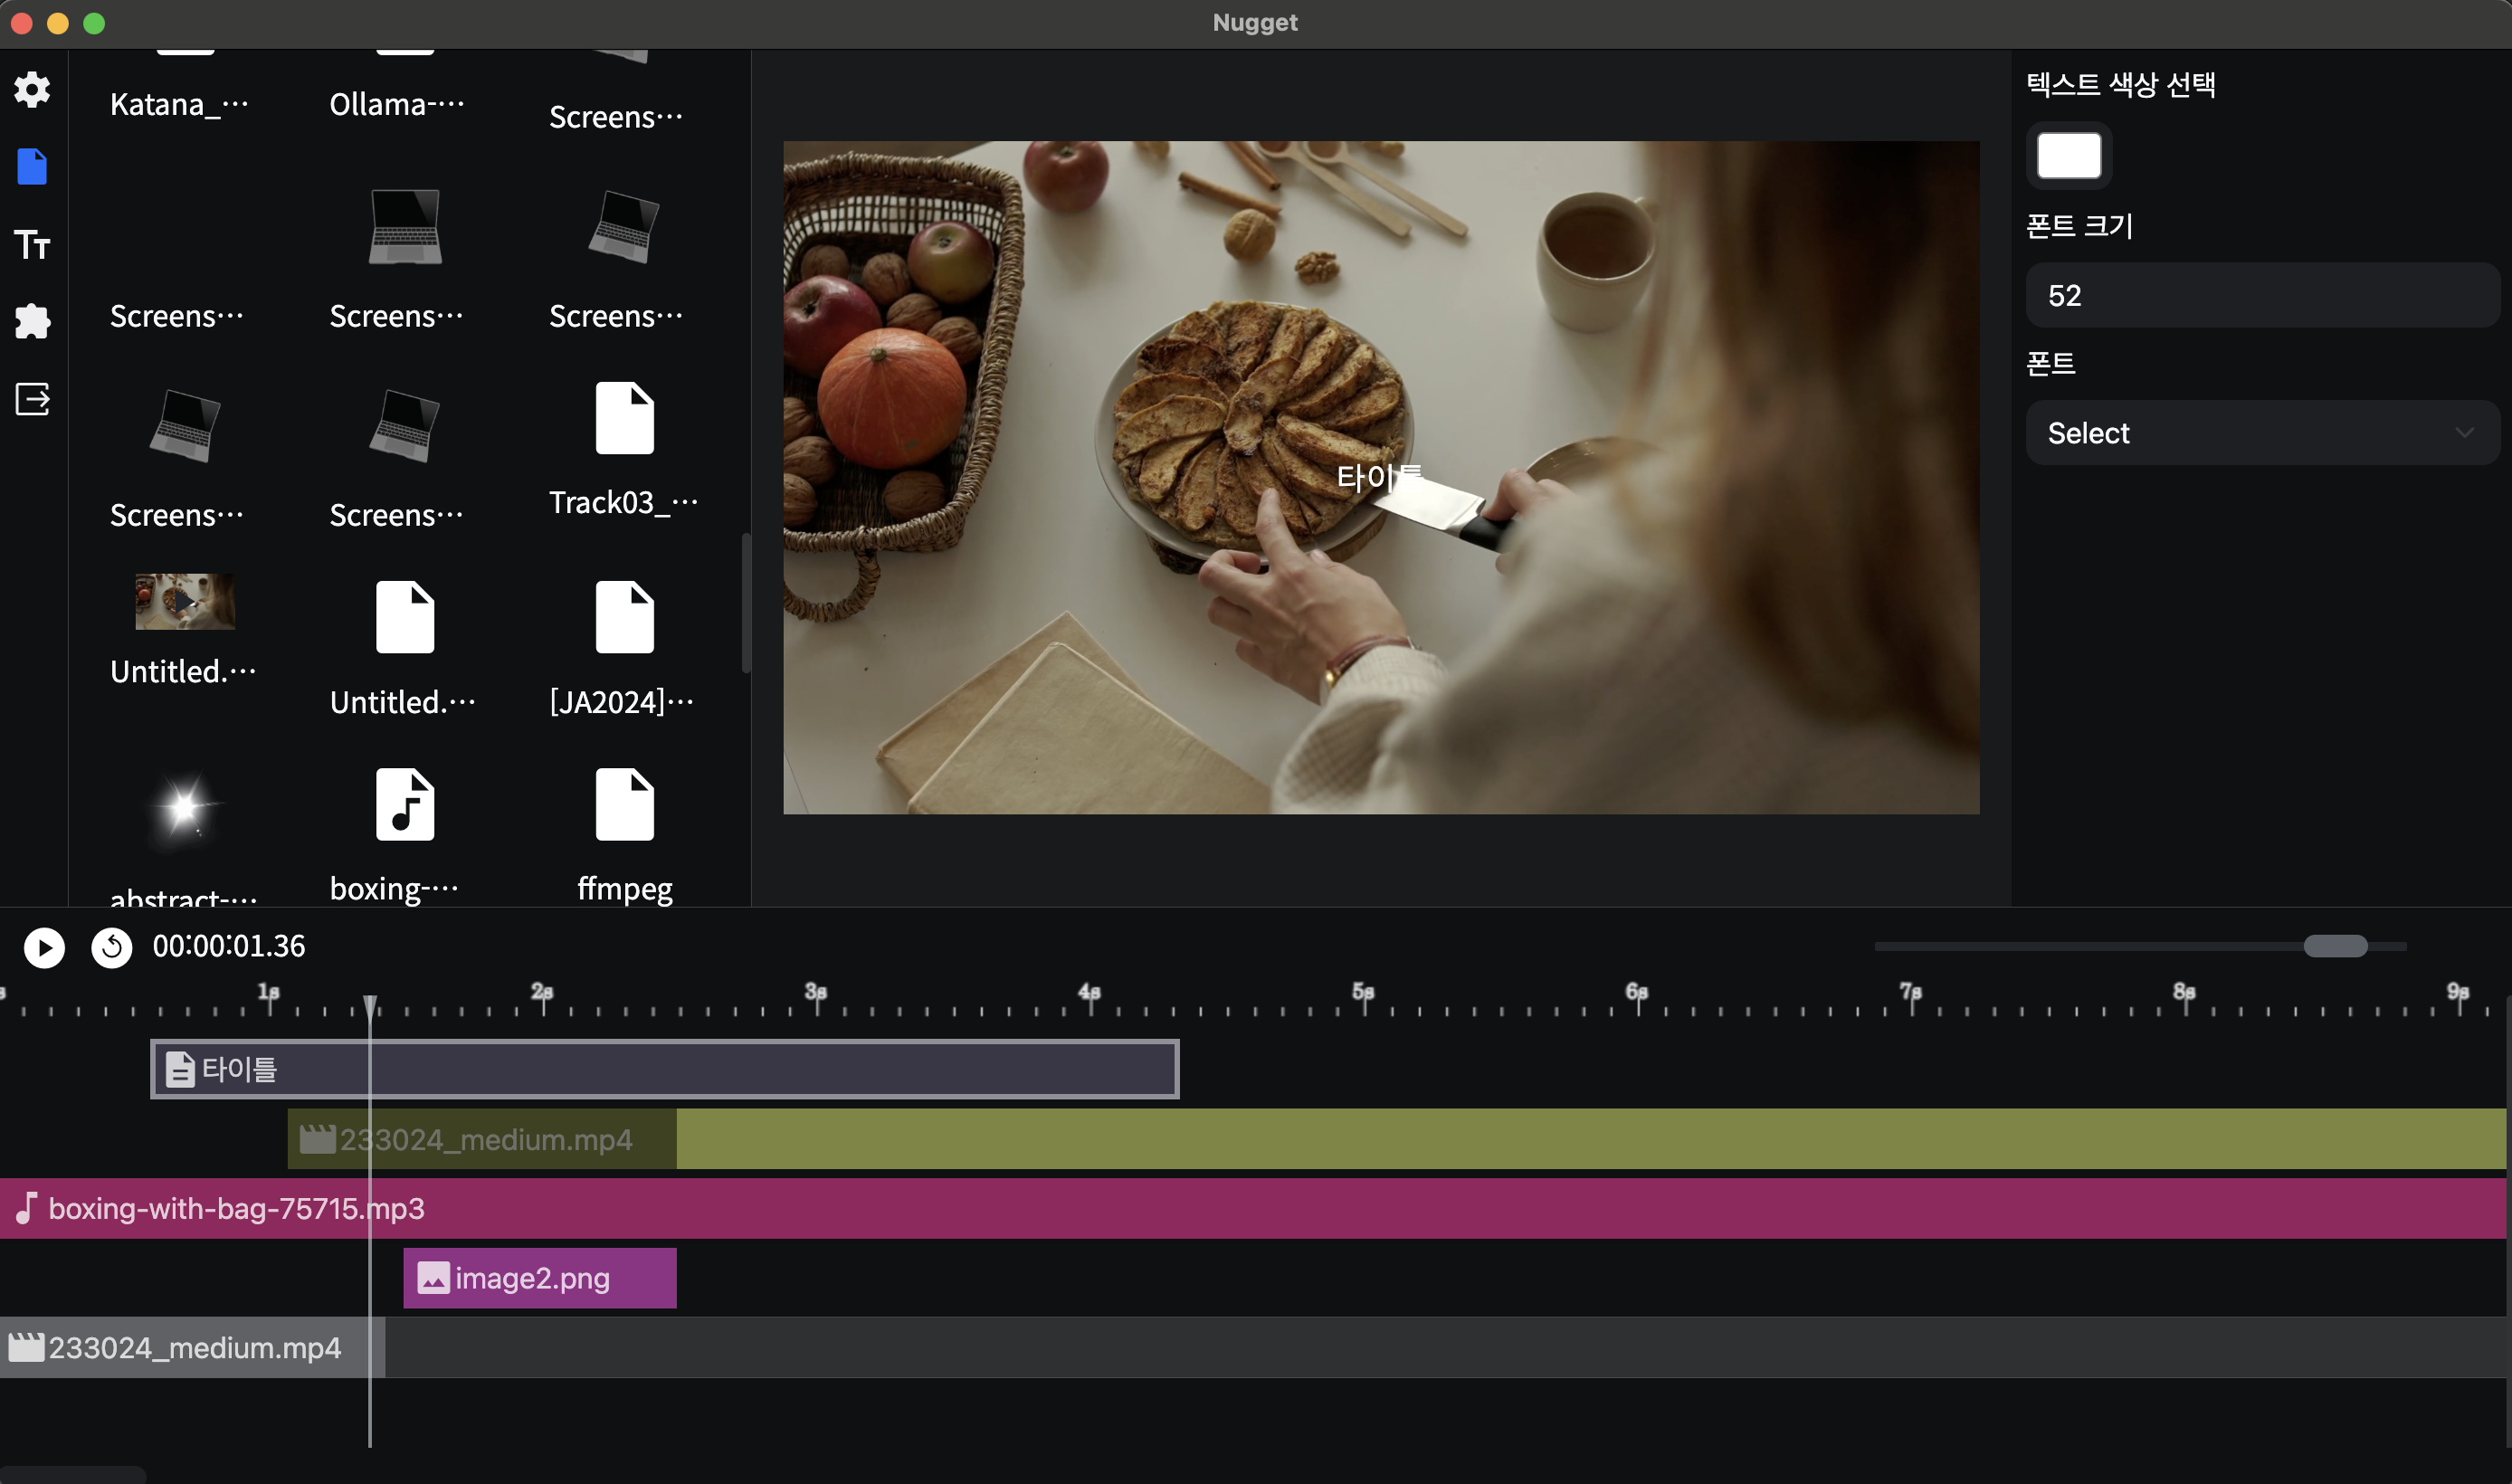 Nugget
Katana_⋯
Ollama-⋯
Screens⋯
Screens⋯
Screens⋯
Screens⋯
Screens⋯
Screens⋯
Track03_⋯
Untitled.⋯
Untitled.⋯
[JA2024]⋯
abstract-⋯
boxing-⋯
ffmpeg
타이틀
텍스트 색상 선택
폰트 크기
52
폰트
Select
00:00:01.36
s 1s 2s 3s 4s 5s 6s 7s 8s 9s
타이틀
233024_medium.mp4
boxing-with-bag-75715.mp3
image2.png
233024_medium.mp4